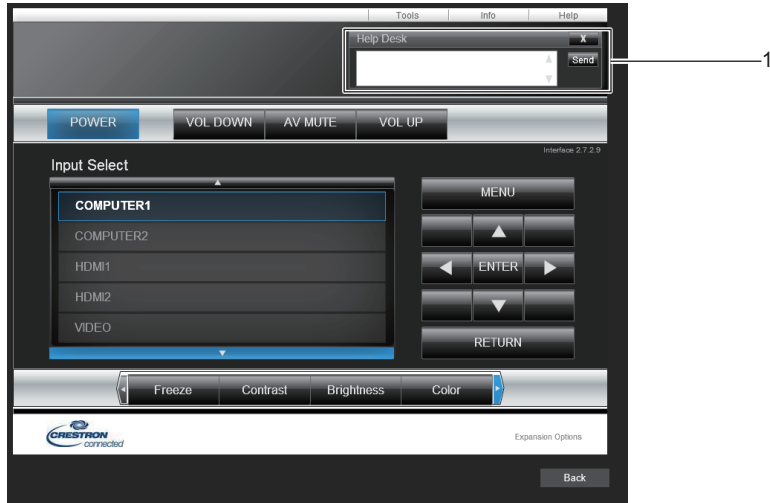 Tools Info Help
Help Desk X
Send
1
POWER VOL DOWN AV MUTE VOL UP
Interface 2.7.2.9
Input Select
MENU
COMPUTER1
COMPUTER2
HDMI1
ENTER
HDMI2
VIDEO
RETURN
Freeze Contrast Brightness Color
CRESTRON
connected
Expansion Options
Back